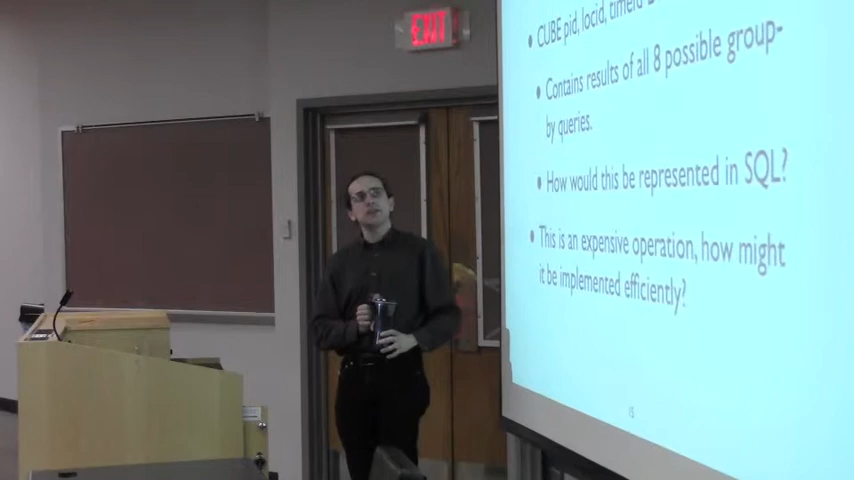 EXIT
CUBE pid, locid, timeid
Contains results of all 8 possible group-
by queries.
How would this be represented in SQL?
This is an expensive operation, how might
it be implemented efficiently?
15